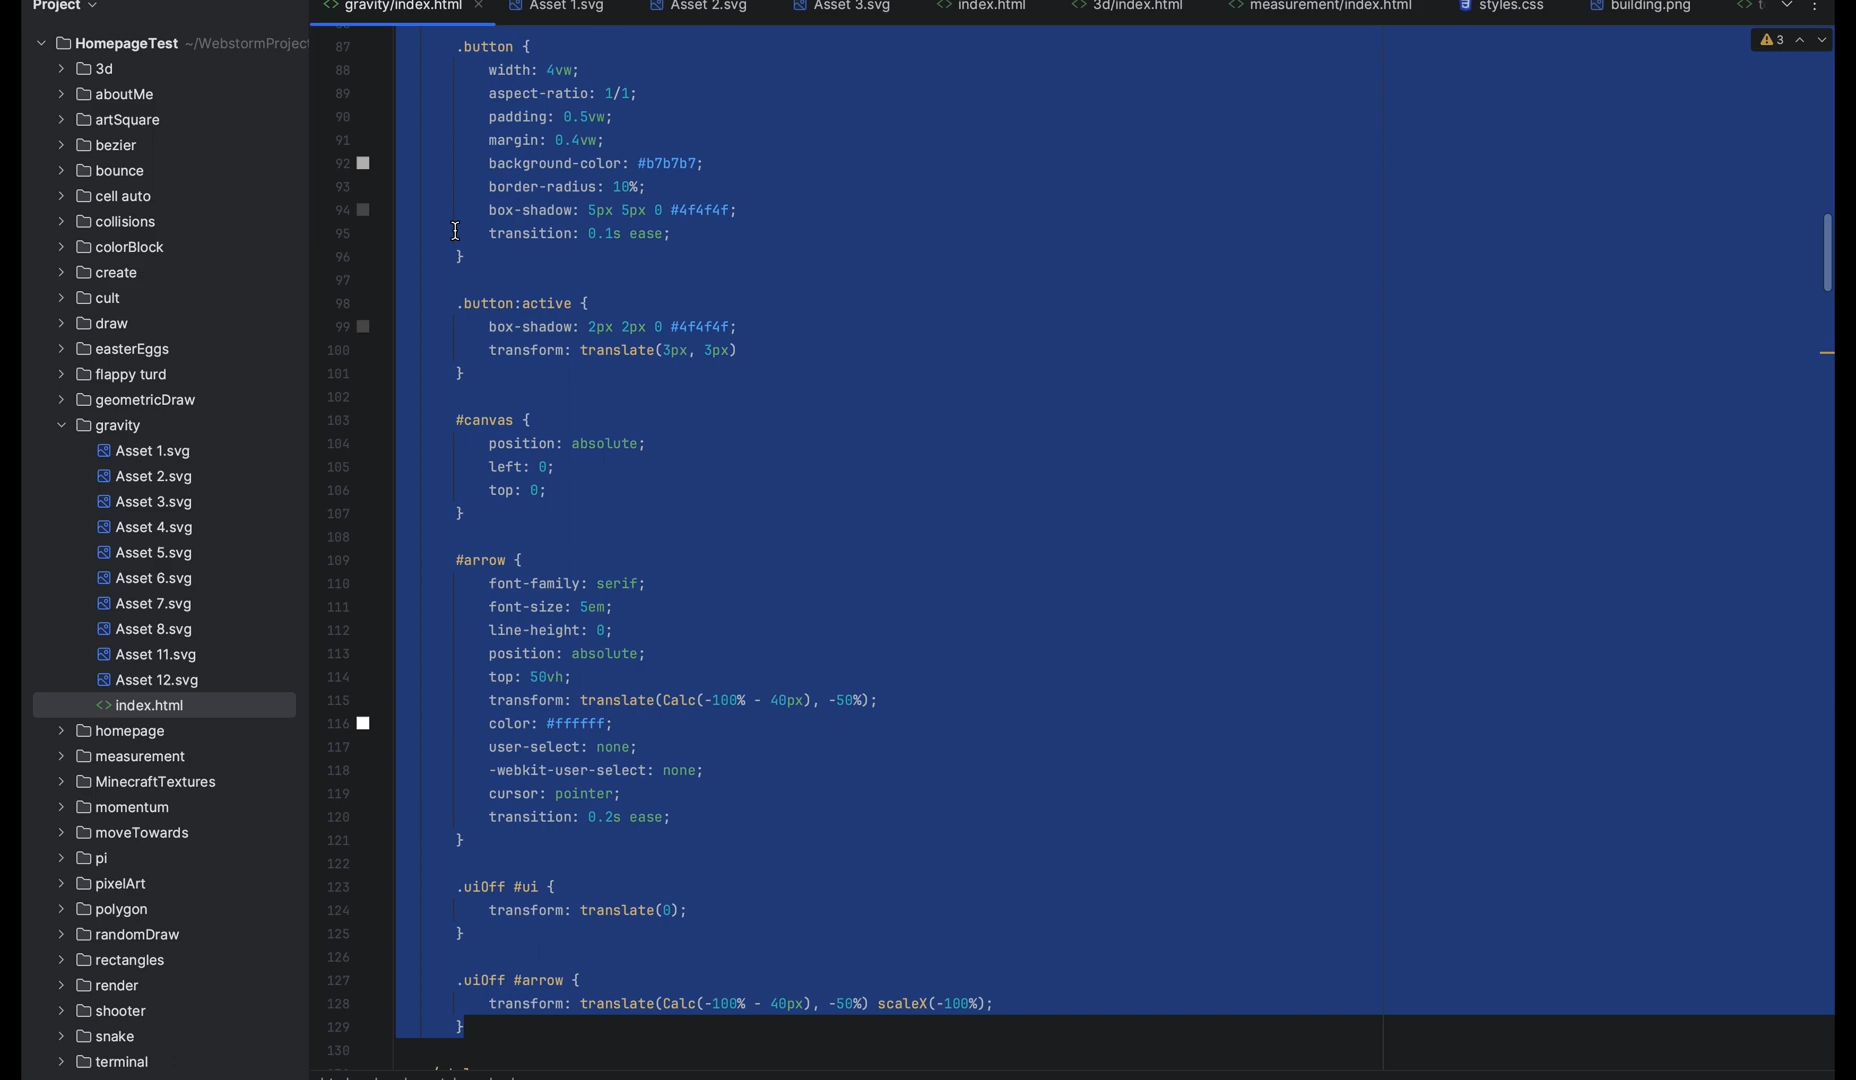 Project
gravity/index.html
Asset 1.svg
Asset 2.svg
Asset 3.svg
index.html
3d/index.html
measurement/index.html
styles.css
building.png
HomepageTest ~/WebstormProject
3d
aboutMe
artSquare
bezier
bounce
cell auto
collisions
colorBlock
create
cult
draw
easterEggs
flappy turd
geometricDraw
gravity
Asset 1.svg
Asset 2.svg
Asset 3.svg
Asset 4.svg
Asset 5.svg
Asset 6.svg
Asset 7.svg
Asset 8.svg
Asset 11.svg
Asset 12.svg
index.html
homepage
measurement
MinecraftTextures
momentum
moveTowards
pi
pixelArt
polygon
randomDraw
rectangles
render
shooter
snake
terminal
3
87 .button {
88 width: 4vw;
89 aspect-ratio: 1/1;
90 padding: 0.5vw;
91 margin: 0.4vw;
92 background-color: #b7b7b7;
93 border-radius: 10%;
94 box-shadow: 5px 5px 0 #4f4f4f;
95 transition: 0.1s ease;
96 }
97
98 .button:active {
99 box-shadow: 2px 2px 0 #4f4f4f;
100 transform: translate(3px, 3px)
101 }
102
103 #canvas {
104 position: absolute;
105 left: 0;
106 top: 0;
107 }
108
109 #arrow {
110 font-family: serif;
111 font-size: 5em;
112 line-height: 0;
113 position: absolute;
114 top: 50vh;
115 transform: translate(Calc(-100% - 40px), -50%);
116 color: #ffffff;
117 user-select: none;
118 -webkit-user-select: none;
119 cursor: pointer;
120 transition: 0.2s ease;
121 }
122
123 .uiOff #ui {
124 transform: translate(0);
125 }
126
127 .uiOff #arrow {
128 transform: translate(Calc(-100% - 40px), -50%) scaleX(-100%);
129 }
130